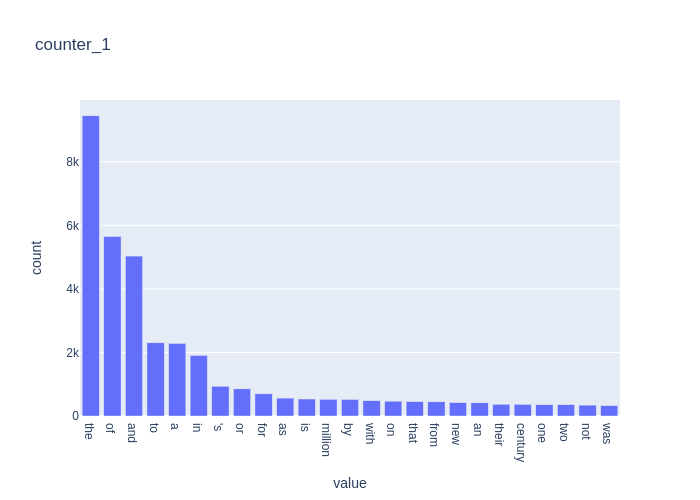 counter_1
count
8k
6k
4k
2k
0
the
of
and
to
a
in
's
or
for
as
is
million
by
with
on
that
from
new
an
their
century
one
two
not
was
value